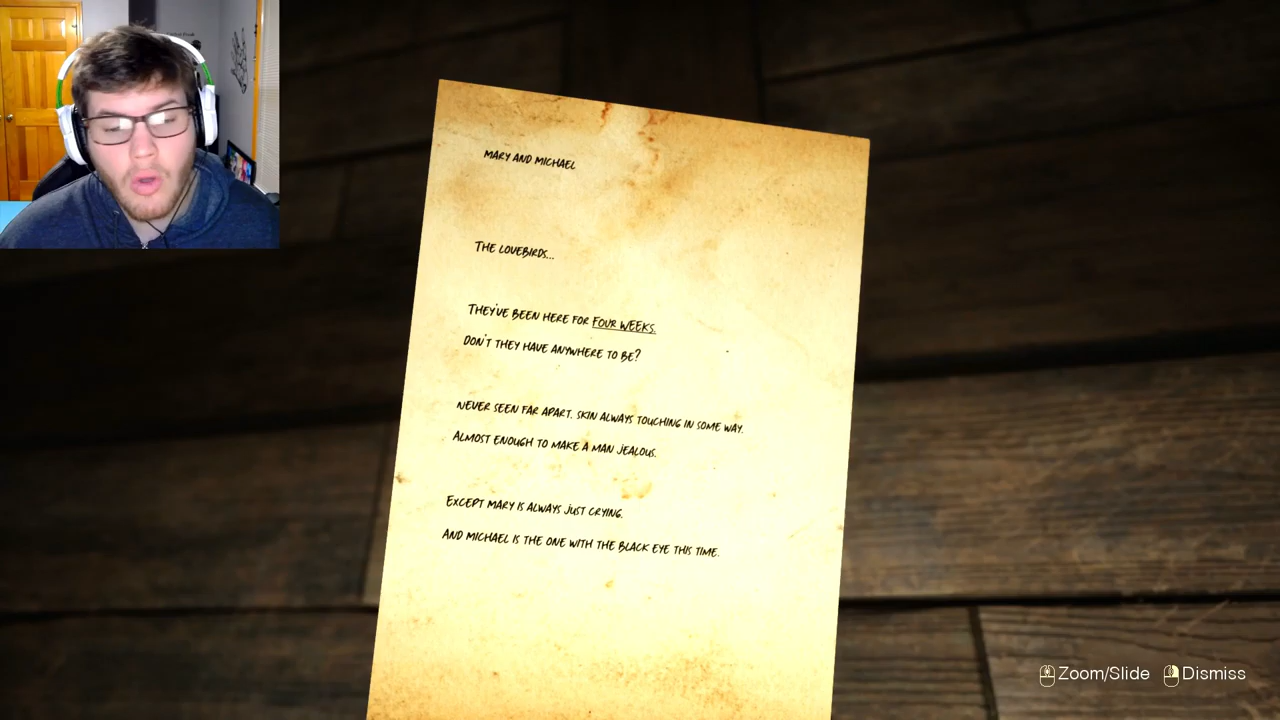 MARY AND MICHAEL
THE LOVEBIRDS...
THEY'VE BEEN HERE FOR FOUR WEEKS.
DON'T THEY HAVE ANYWHERE TO BE?
NEVER SEEN FAR APART. SKIN ALWAYS TOUCHING IN SOME WAY.
ALMOST ENOUGH TO MAKE A MAN JEALOUS.
EXCEPT MARY IS ALWAYS JUST CRYING.
AND MICHAEL IS THE ONE WITH THE BLACK EYE THIS TIME.
Zoom/Slide Dismiss